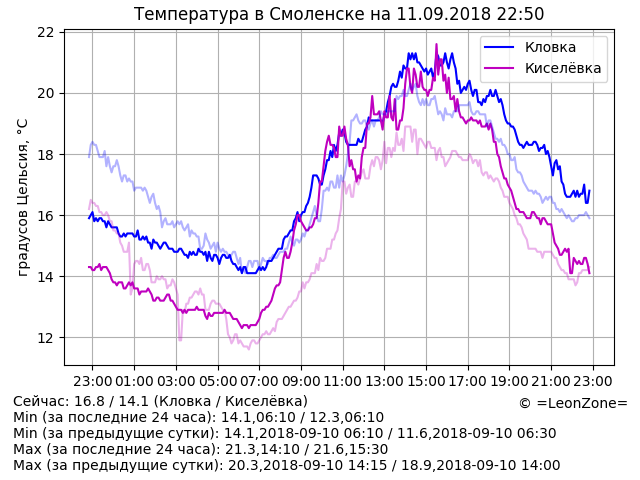 Температура в Смоленске на 11.09.2018 22:50
Кловка
Киселёвка
градусов Цельсия, °C
22
20
18
16
14
12
23:00 01:00 03:00 05:00 07:00 09:00 11:00 13:00 15:00 17:00 19:00 21:00 23:00
Сейчас: 16.8 / 14.1 (Кловка / Киселёвка)
© =LeonZone=
Min (за последние 24 часа): 14.1,06:10 / 12.3,06:10
Min (за предыдущие сутки): 14.1,2018-09-10 06:10 / 11.6,2018-09-10 06:30
Max (за последние 24 часа): 21.3,14:10 / 21.6,15:30
Max (за предыдущие сутки): 20.3,2018-09-10 14:15 / 18.9,2018-09-10 14:00